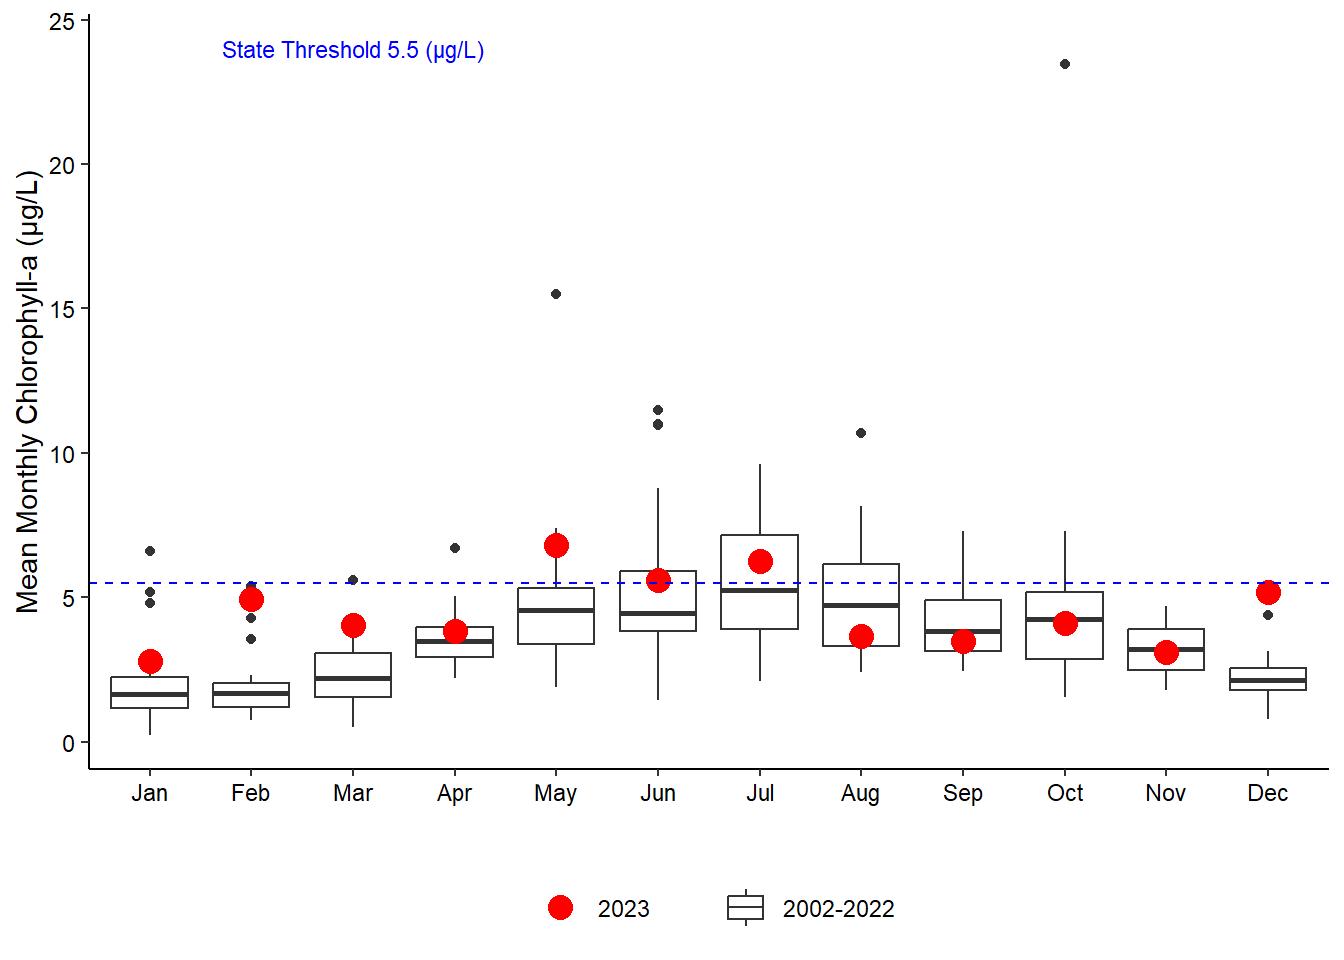 State Threshold 5.5 (µg/L)
Mean Monthly Chlorophyll-a (µg/L)
25
20
15
10
5
0
Jan Feb Mar Apr May Jun Jul Aug Sep Oct Nov Dec
2023 2002-2022